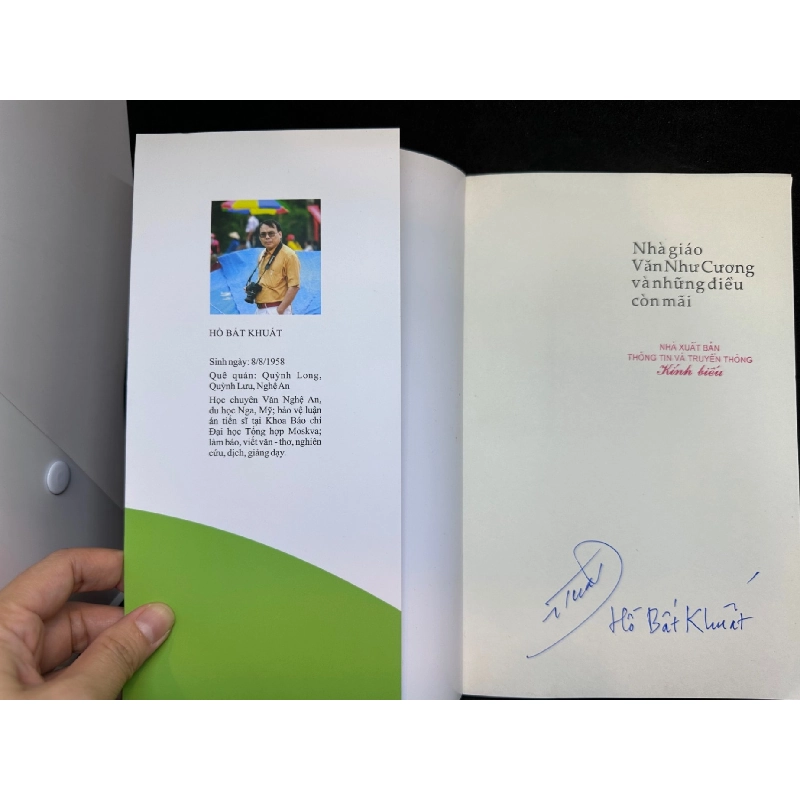 HỒ BẤT KHUẤT
Sinh ngày: 8/8/1958
Quê quán: Quỳnh Long,
Quỳnh Lưu, Nghệ An
Học chuyên Văn Nghệ An,
du học Nga, Mỹ; bảo vệ luận
án tiến sĩ tại Khoa Báo chí
Đại học Tổng hợp Moskva;
làm báo, viết văn - thơ, nghiên
cứu, dịch, giảng dạy.
Nhà giáo
Văn Như Cương
và những điều
còn mãi
NHÀ XUẤT BẢN
THÔNG TIN VÀ TRUYỀN THÔNG
Kính biếu
Hồ Bất Khuất